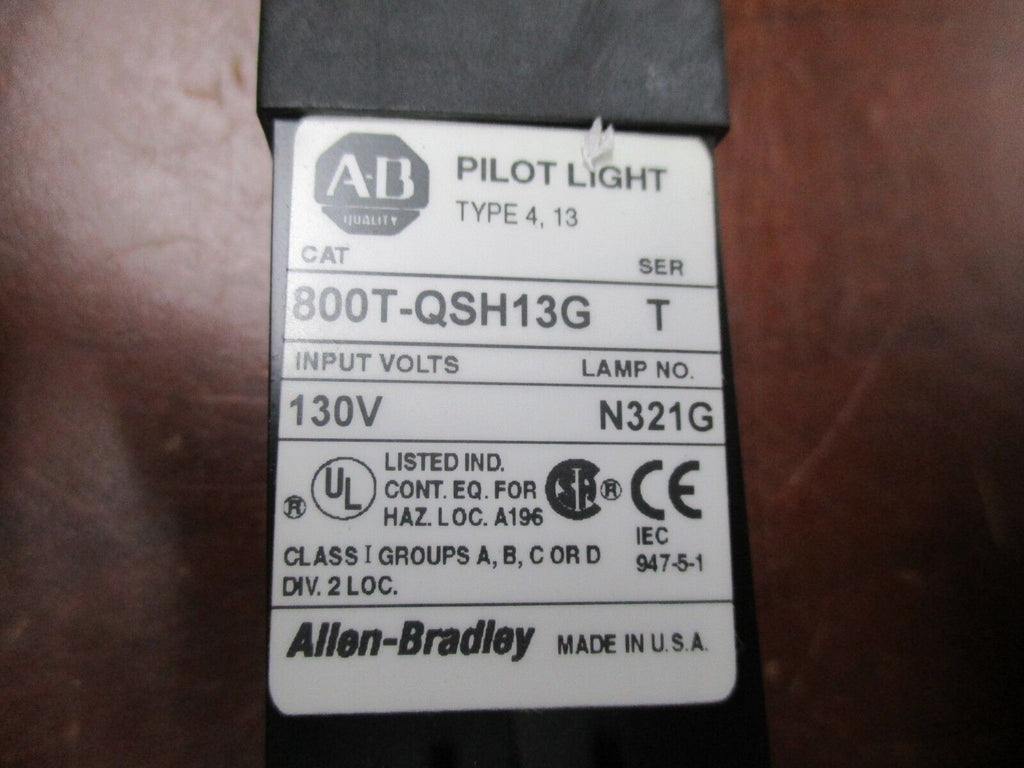 A-B
QUALITY
PILOT LIGHT
TYPE 4, 13
CAT SER
800T-QSH13G T
INPUT VOLTS LAMP NO.
130V N321G
® UL LISTED IND.
CONT. EQ. FOR
HAZ. LOC. A196
SA ® CE
IEC
947-5-1
CLASS I GROUPS A, B, C OR D
DIV. 2 LOC.
Allen-Bradley MADE IN U.S.A.